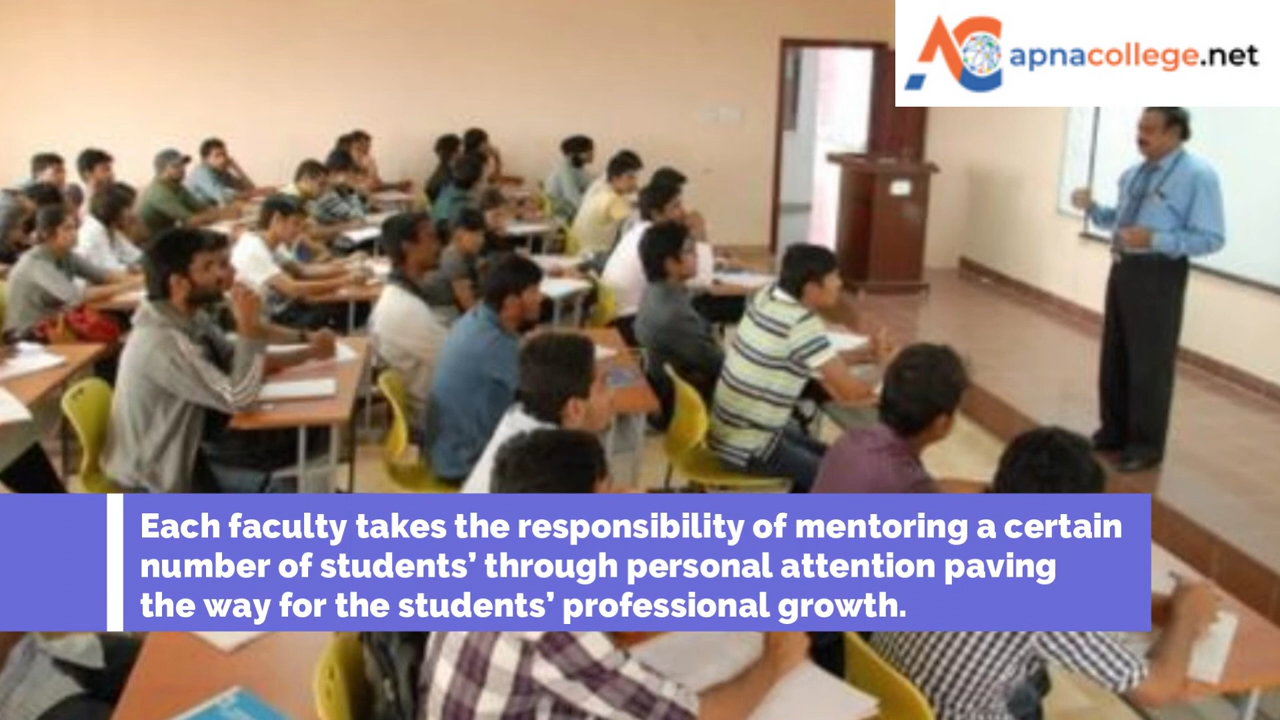 apnacollege.net
Each faculty takes the responsibility of mentoring a certain
number of students’ through personal attention paving
the way for the students’ professional growth.